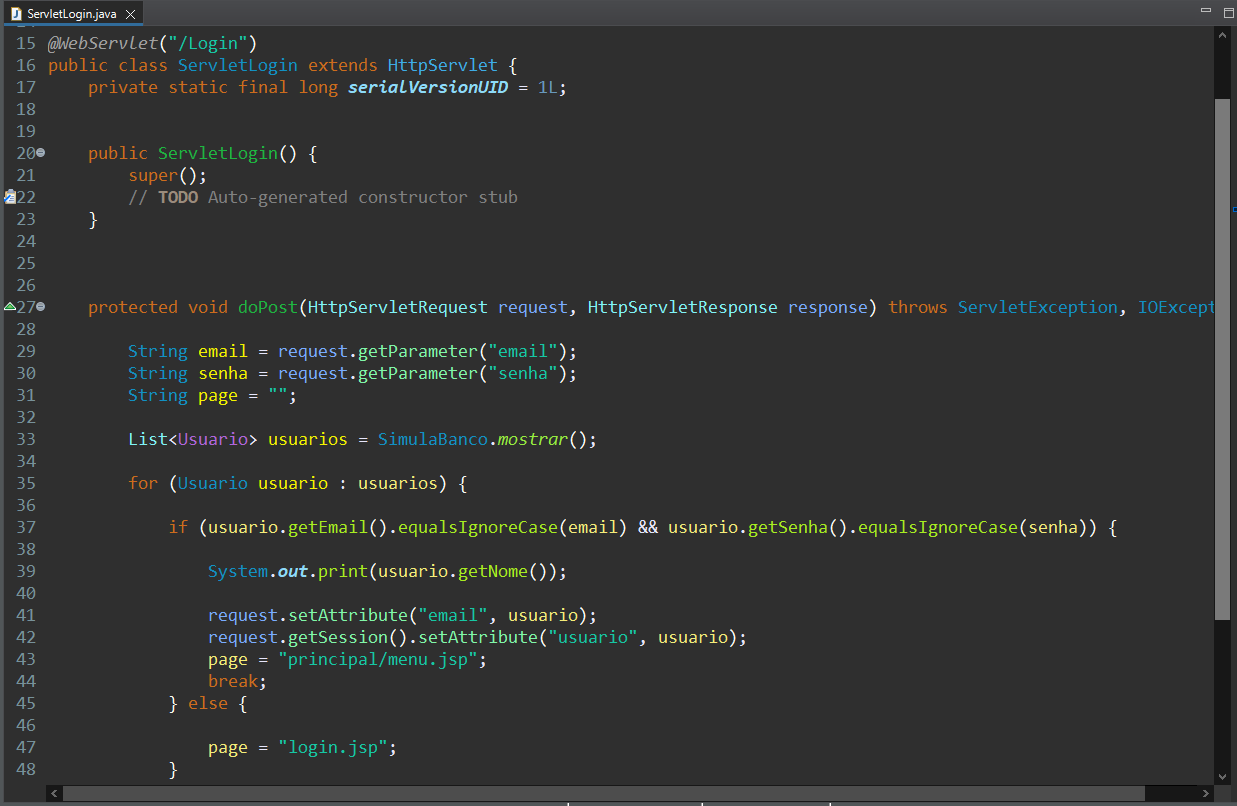 ServletLogin.java
15 @WebServlet("/Login")
16 public class ServletLogin extends HttpServlet {
17 private static final long serialVersionUID = 1L;
18
19
20 public ServletLogin() {
21 super();
22 // TODO Auto-generated constructor stub
23 }
24
25
26
27 protected void doPost(HttpServletRequest request, HttpServletResponse response) throws ServletException, IOExcept
28
29 String email = request.getParameter("email");
30 String senha = request.getParameter("senha");
31 String page = "";
32
33 List<Usuario> usuarios = SimulaBanco.mostrar();
34
35 for (Usuario usuario : usuarios) {
36
37 if (usuario.getEmail().equalsIgnoreCase(email) && usuario.getSenha().equalsIgnoreCase(senha)) {
38
39 System.out.print(usuario.getNome());
40
41 request.setAttribute("email", usuario);
42 request.getSession().setAttribute("usuario", usuario);
43 page = "principal/menu.jsp";
44 break;
45 } else {
46
47 page = "login.jsp";
48 }